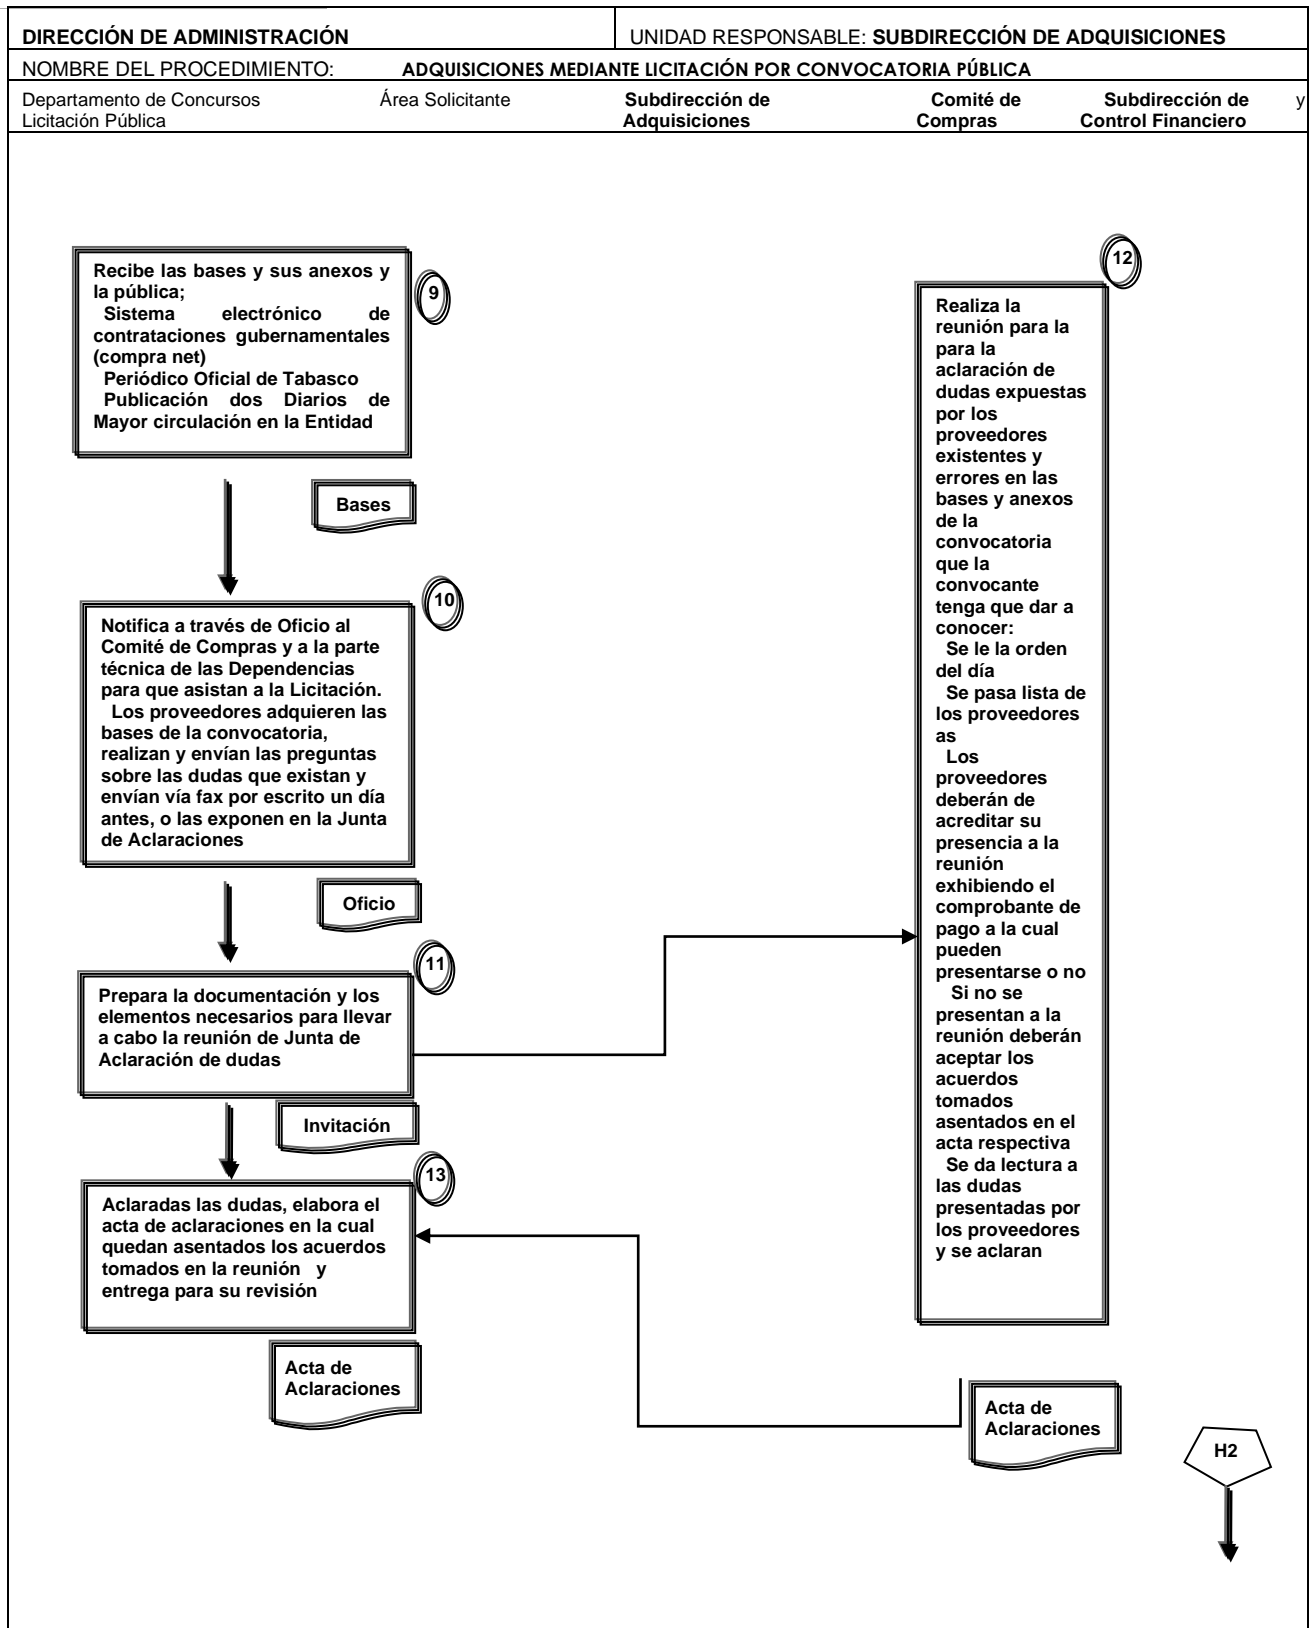 DIRECCIÓN DE ADMINISTRACIÓN
UNIDAD RESPONSABLE: SUBDIRECCIÓN DE ADQUISICIONES
NOMBRE DEL PROCEDIMIENTO: ADQUISICIONES MEDIANTE LICITACIÓN POR CONVOCATORIA PÚBLICA
Departamento de Concursos Área Solicitante Subdirección de Comité de Subdirección de y
Licitación Pública Adquisiciones Compras Control Financiero
Recibe las bases y sus anexos y
la pública;
Sistema electrónico de
contrataciones gubernamentales
(compra net)
Periódico Oficial de Tabasco
Publicación dos Diarios de
Mayor circulación en la Entidad
9
Bases
10
Notifica a través de Oficio al
Comité de Compras y a la parte
técnica de las Dependencias
para que asistan a la Licitación.
Los proveedores adquieren las
bases de la convocatoria,
realizan y envían las preguntas
sobre las dudas que existan y
envían vía fax por escrito un día
antes, o las exponen en la Junta
de Aclaraciones
Oficio
11
Prepara la documentación y los
elementos necesarios para llevar
a cabo la reunión de Junta de
Aclaración de dudas
Invitación
12
Realiza la
reunión para la
para la
aclaración de
dudas expuestas
por los
proveedores
existentes y
errores en las
bases y anexos
de la
convocatoria
que la
convocante
tenga que dar a
conocer:
Se le la orden
del día
Se pasa lista de
los proveedores
as
Los
proveedores
deberán de
acreditar su
presencia a la
reunión
exhibiendo el
comprobante de
pago a la cual
pueden
presentarse o no
Si no se
presentan a la
reunión deberán
aceptar los
acuerdos
tomados
asentados en el
acta respectiva
Se da lectura a
las dudas
presentadas por
los proveedores
y se aclaran
13
Aclaradas las dudas, elabora el
acta de aclaraciones en la cual
quedan asentados los acuerdos
tomados en la reunión y
entrega para su revisión
Acta de
Aclaraciones
Acta de
Aclaraciones
H2